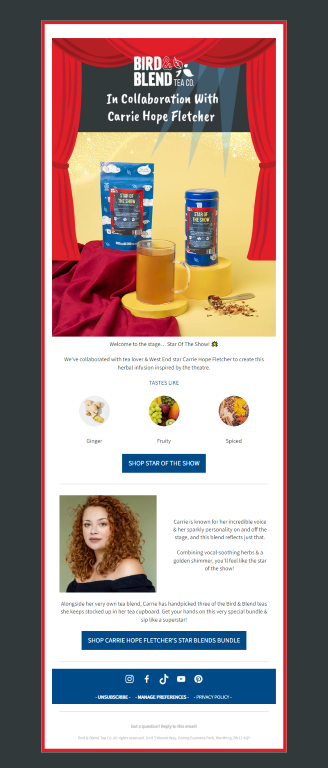 BIRD&
BLEND
TEA CO.
In Collaboration With
Carrie Hope Fletcher
STAR OF
THE SHOW
STAR OF
THE SHOW
Welcome to the stage... Star Of The Show!
We've collaborated with tea lover & West End star Carrie Hope Fletcher to create this
herbal infusion inspired by the theatre.
TASTES LIKE
Ginger Fruity Spiced
SHOP STAR OF THE SHOW
Carrie is known for her incredible voice
& her sparkly personality on and off the
stage, and this blend reflects just that.
Combining vocal-soothing herbs & a
golden shimmer, you'll feel like the star
of the show!
Alongside her very own tea blend, Carrie has handpicked three of the Bird & Blend teas
she keeps stocked up in her tea cupboard. Get your hands on this very special bundle &
sip like a superstar!
SHOP CARRIE HOPE FLETCHER'S STAR BLENDS BUNDLE
- UNSUBSCRIBE - - MANAGE PREFERENCES - - PRIVACY POLICY -
Got a question? Reply to this email!
Bird & Blend Tea Co. All rights reserved.